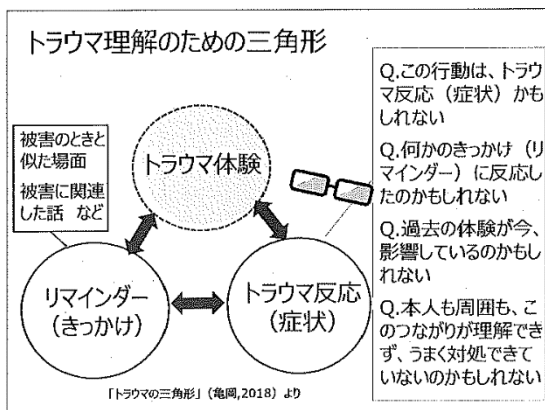 トラウマ理解のための三角形
被害のときと
似た場面
被害に関連
した話 など
トラウマ体験
リマインダー
(きっかけ)
トラウマ反応
(症状)
「トラウマの三角形」(亀岡,2018)より
Q.この行動は、トラウ
マ反応(症状)かも
しれない
Q.何かのきっかけ(リ
マインダー)に反応し
たのかもしれない
Q.過去の体験が今、
影響しているのかもし
れない
Q.本人も周囲も、こ
のつながりが理解でき
ず、うまく対処できて
いないのかもしれない